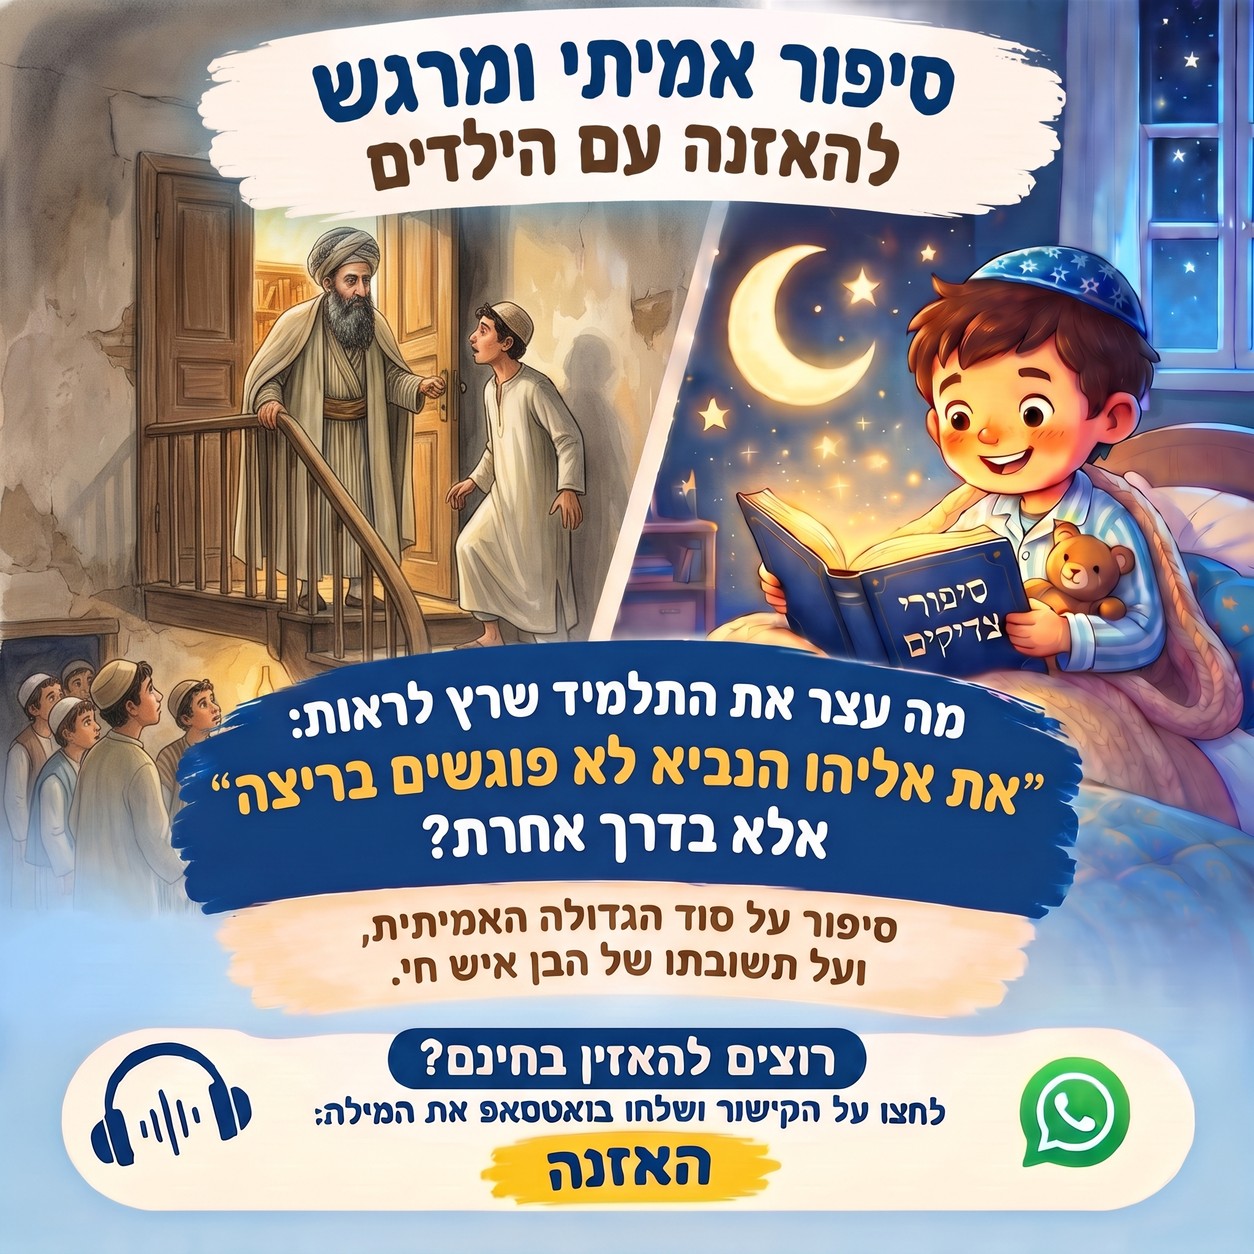 סיפור אמיתי ומרגש
להאזנה עם הילדים
סיפורי
צדיקים
מה עצר את התלמיד שרץ לראות:
"את אליהו הנביא לא פוגשים בריצה"
אלא בדרך אחרת?
סיפור על סוד הגדולה האמיתית,
ועל תשובתו של הבן איש חי.
רוצים להאזין בחינם?
לחצו על הקישור ושלחו בואטסאפ את המילה:
האזנה